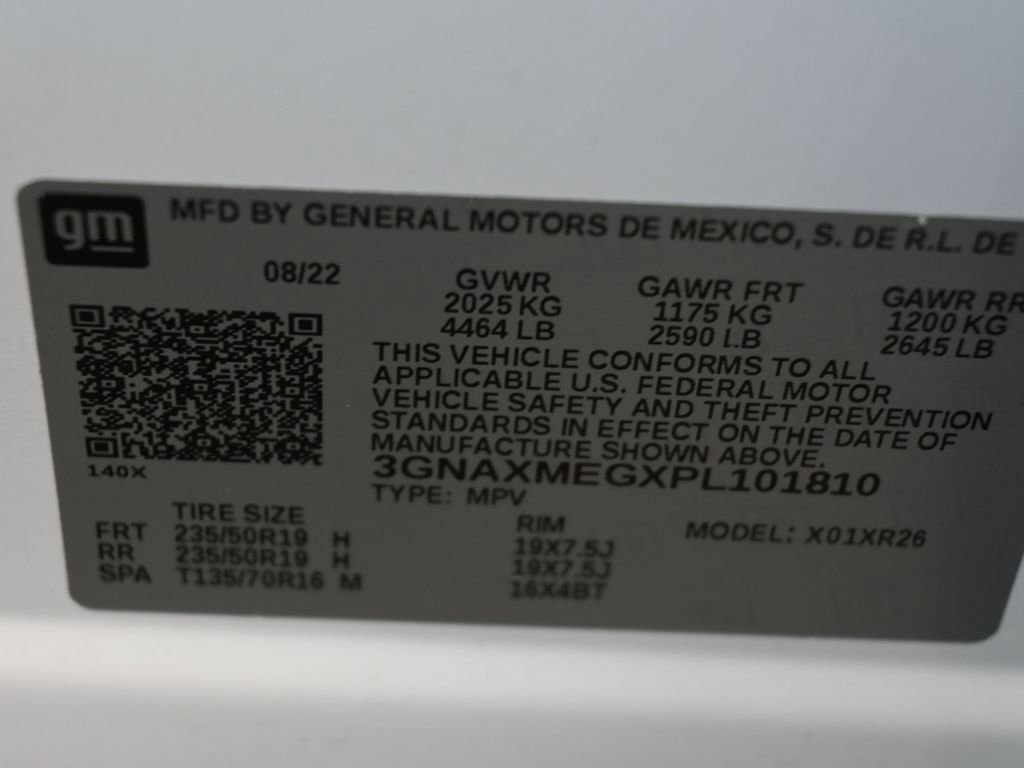 gm
MFD BY GENERAL MOTORS DE MEXICO, S. DE R.L. DE
08/22
GVWR
2025 KG
4464 LB
GAWR FRT
1175 KG
2590 LB
GAWR RR
1200 KG
2645 LB
THIS VEHICLE CONFORMS TO ALL
APPLICABLE U.S. FEDERAL MOTOR
VEHICLE SAFETY AND THEFT PREVENTION
STANDARDS IN EFFECT ON THE DATE OF
MANUFACTURE SHOWN ABOVE.
3GNAXMEGXPL101810
140X
TYPE: MPV
TIRE SIZE
RIM
MODEL: X01XR26
FRT 235/50R19 H 19X7.5J
RR 235/50R19 H 19X7.5J
SPA T135/70R16 M 16X4BT